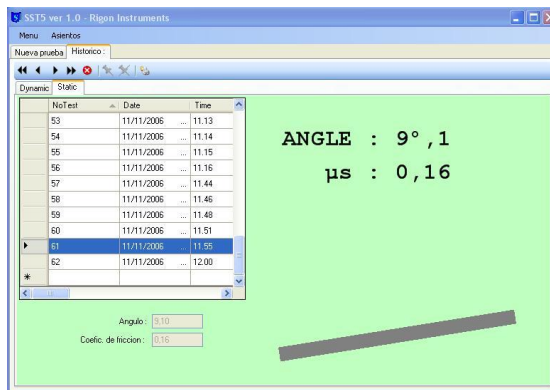 SST5 ver 1.0 - Rigon Instruments
Menu Asientos
Nueva prueba Historico :
Dynamic Static
NoTest Date Time
53 11/11/2006 ... 11.13
54 11/11/2006 ... 11.14
55 11/11/2006 ... 11.15
56 11/11/2006 ... 11.16
57 11/11/2006 ... 11.44
58 11/11/2006 ... 11.46
59 11/11/2006 ... 11.48
60 11/11/2006 ... 11.51
61 11/11/2006 ... 11.55
62 11/11/2006 ... 12.00
ANGLE : 9°,1
µs : 0,16
Angulo : 9,10
Coefic. de friccion : 0,16